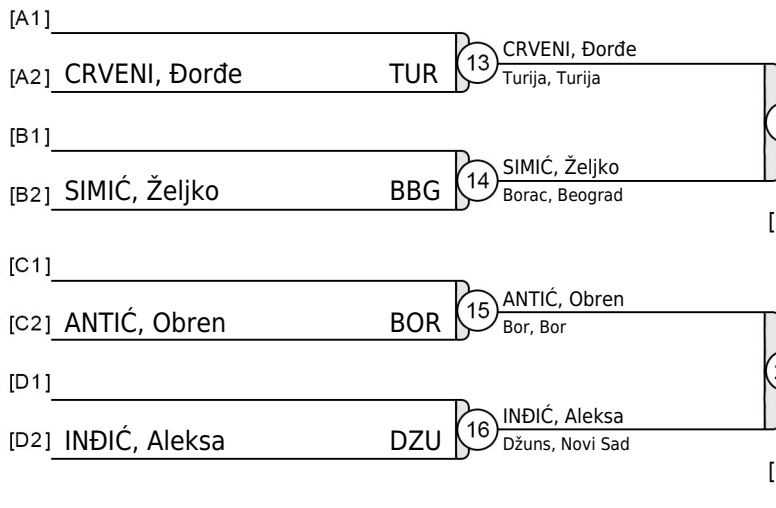 [A1]
CRVENI, Đorđe
[A2] CRVENI, Đorđe TUR 13
Turija, Turija
[B1]
SIMIĆ, Željko
[B2] SIMIĆ, Željko BBG 14
Borac, Beograd
[
[C1]
ANTIĆ, Obren
[C2] ANTIĆ, Obren BOR 15
Bor, Bor
[D1]
INĐIĆ, Aleksa
[D2] INĐIĆ, Aleksa DZU 16
Džuns, Novi Sad
[